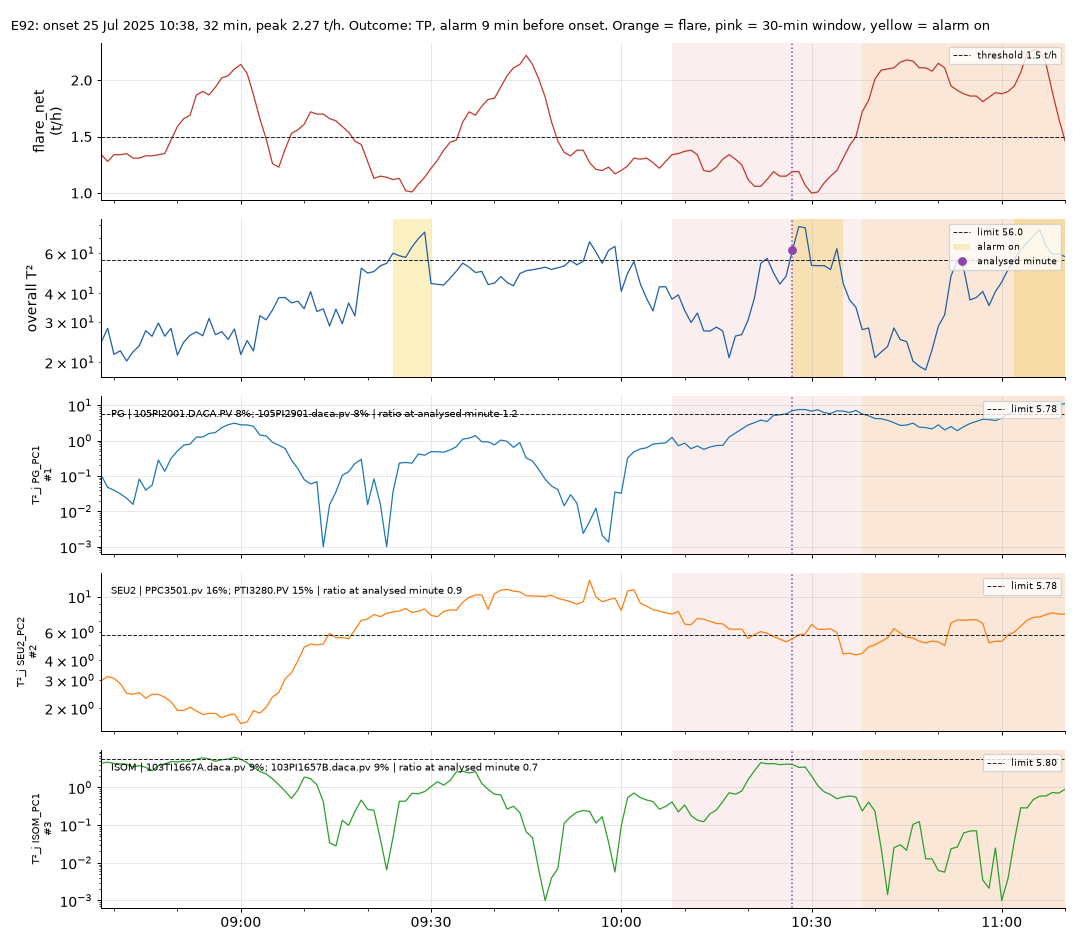 E92: onset 25 Jul 2025 10:38, 32 min, peak 2.27 t/h. Outcome: TP, alarm 9 min before onset. Orange = flare, pink = 30-min window, yellow = alarm on
flare_net
(t/h)
2.0
1.5
1.0
threshold 1.5 t/h
overall T²
6 × 10¹
4 × 10¹
3 × 10¹
2 × 10¹
limit 56.0
alarm on
analysed minute
T²_j PG_PC1
#1
10¹
10⁰
10⁻¹
10⁻²
10⁻³
PG | 105PI2001.DACA.PV 8%; 105PI2901.daca.pv 8% | ratio at analysed minute 1.2
limit 5.78
T²_j SEU2_PC2
#2
10¹
6 × 10⁰
4 × 10⁰
3 × 10⁰
2 × 10⁰
SEU2 | PPC3501.pv 16%; PTI3280.PV 15% | ratio at analysed minute 0.9
limit 5.78
T²_j ISOM_PC1
#3
10⁰
10⁻¹
10⁻²
10⁻³
ISOM | 103TI1667A.daca.pv 9%; 103PI1657B.daca.pv 9% | ratio at analysed minute 0.7
limit 5.80
09:00 09:30 10:00 10:30 11:00